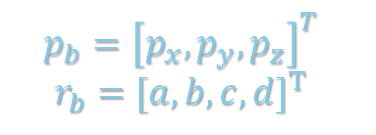 p_b = [p_x, p_y, p_z]^T
r_b = [a, b, c, d]^T